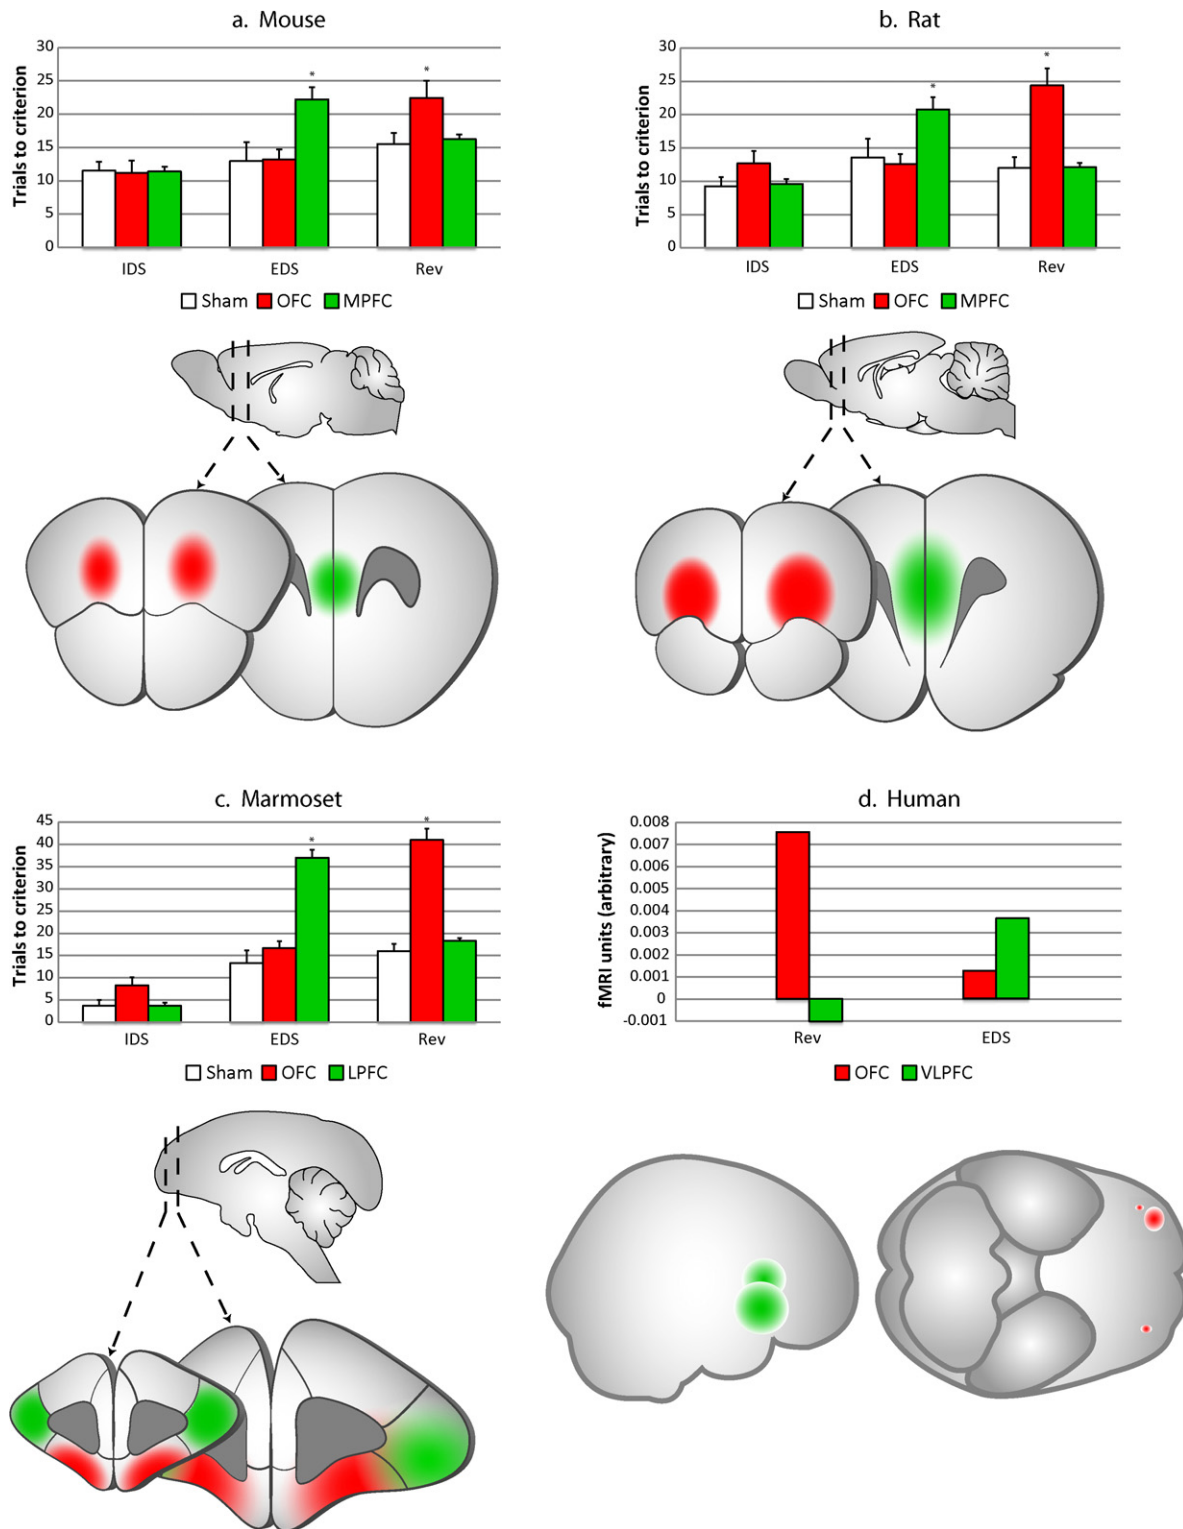 a. Mouse
30
25
20
15
10
5
0
Trials to criterion
*
*
IDS EDS Rev
Sham OFC MPFC
b. Rat
30
25
20
15
10
5
0
Trials to criterion
*
*
IDS EDS Rev
Sham OFC MPFC
c. Marmoset
45
40
35
30
25
20
15
10
5
0
Trials to criterion
*
*
IDS EDS Rev
Sham OFC LPFC
d. Human
0.008
0.007
0.006
0.005
0.004
0.003
0.002
0.001
0
-0.001
fMRI units (arbitrary)
Rev EDS
OFC VLPFC